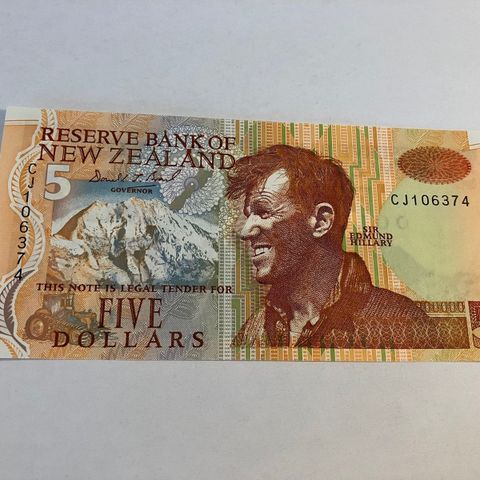 RESERVE BANK OF
NEW ZEALAND
5
GOVERNOR
CJ106374
CJ106374
SIR
EDMUND
HILLARY
THIS NOTE IS LEGAL TENDER FOR
FIVE
DOLLARS